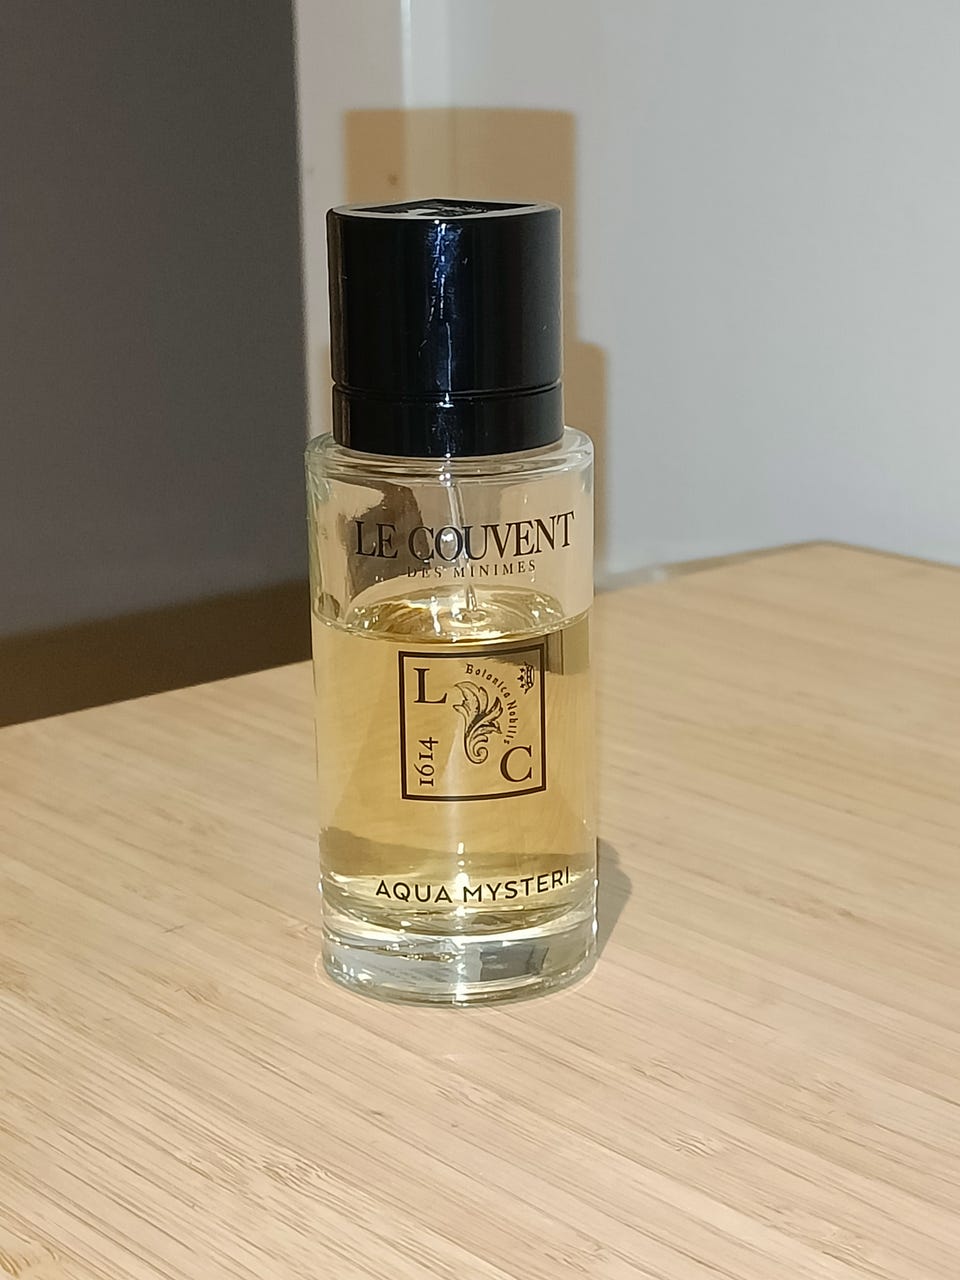 LE COUVENT
DES MINIMES
L
Botanica Nobilis
1614
C
AQUA MYSTERI